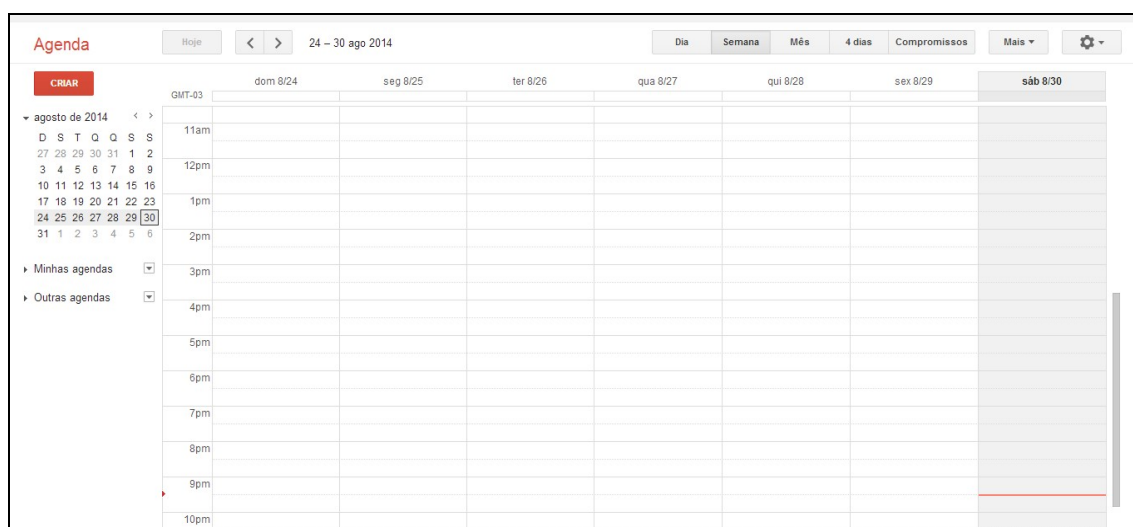 Agenda
Hoje
24 – 30 ago 2014
Dia Semana Mês 4 dias Compromissos Mais
CRIAR
GMT-03
dom 8/24 seg 8/25 ter 8/26 qua 8/27 qui 8/28 sex 8/29 sáb 8/30
agosto de 2014
D S T Q Q S S
27 28 29 30 31 1 2
3 4 5 6 7 8 9
10 11 12 13 14 15 16
17 18 19 20 21 22 23
24 25 26 27 28 29 30
31 1 2 3 4 5 6
Minhas agendas
Outras agendas
11am
12pm
1pm
2pm
3pm
4pm
5pm
6pm
7pm
8pm
9pm
10pm